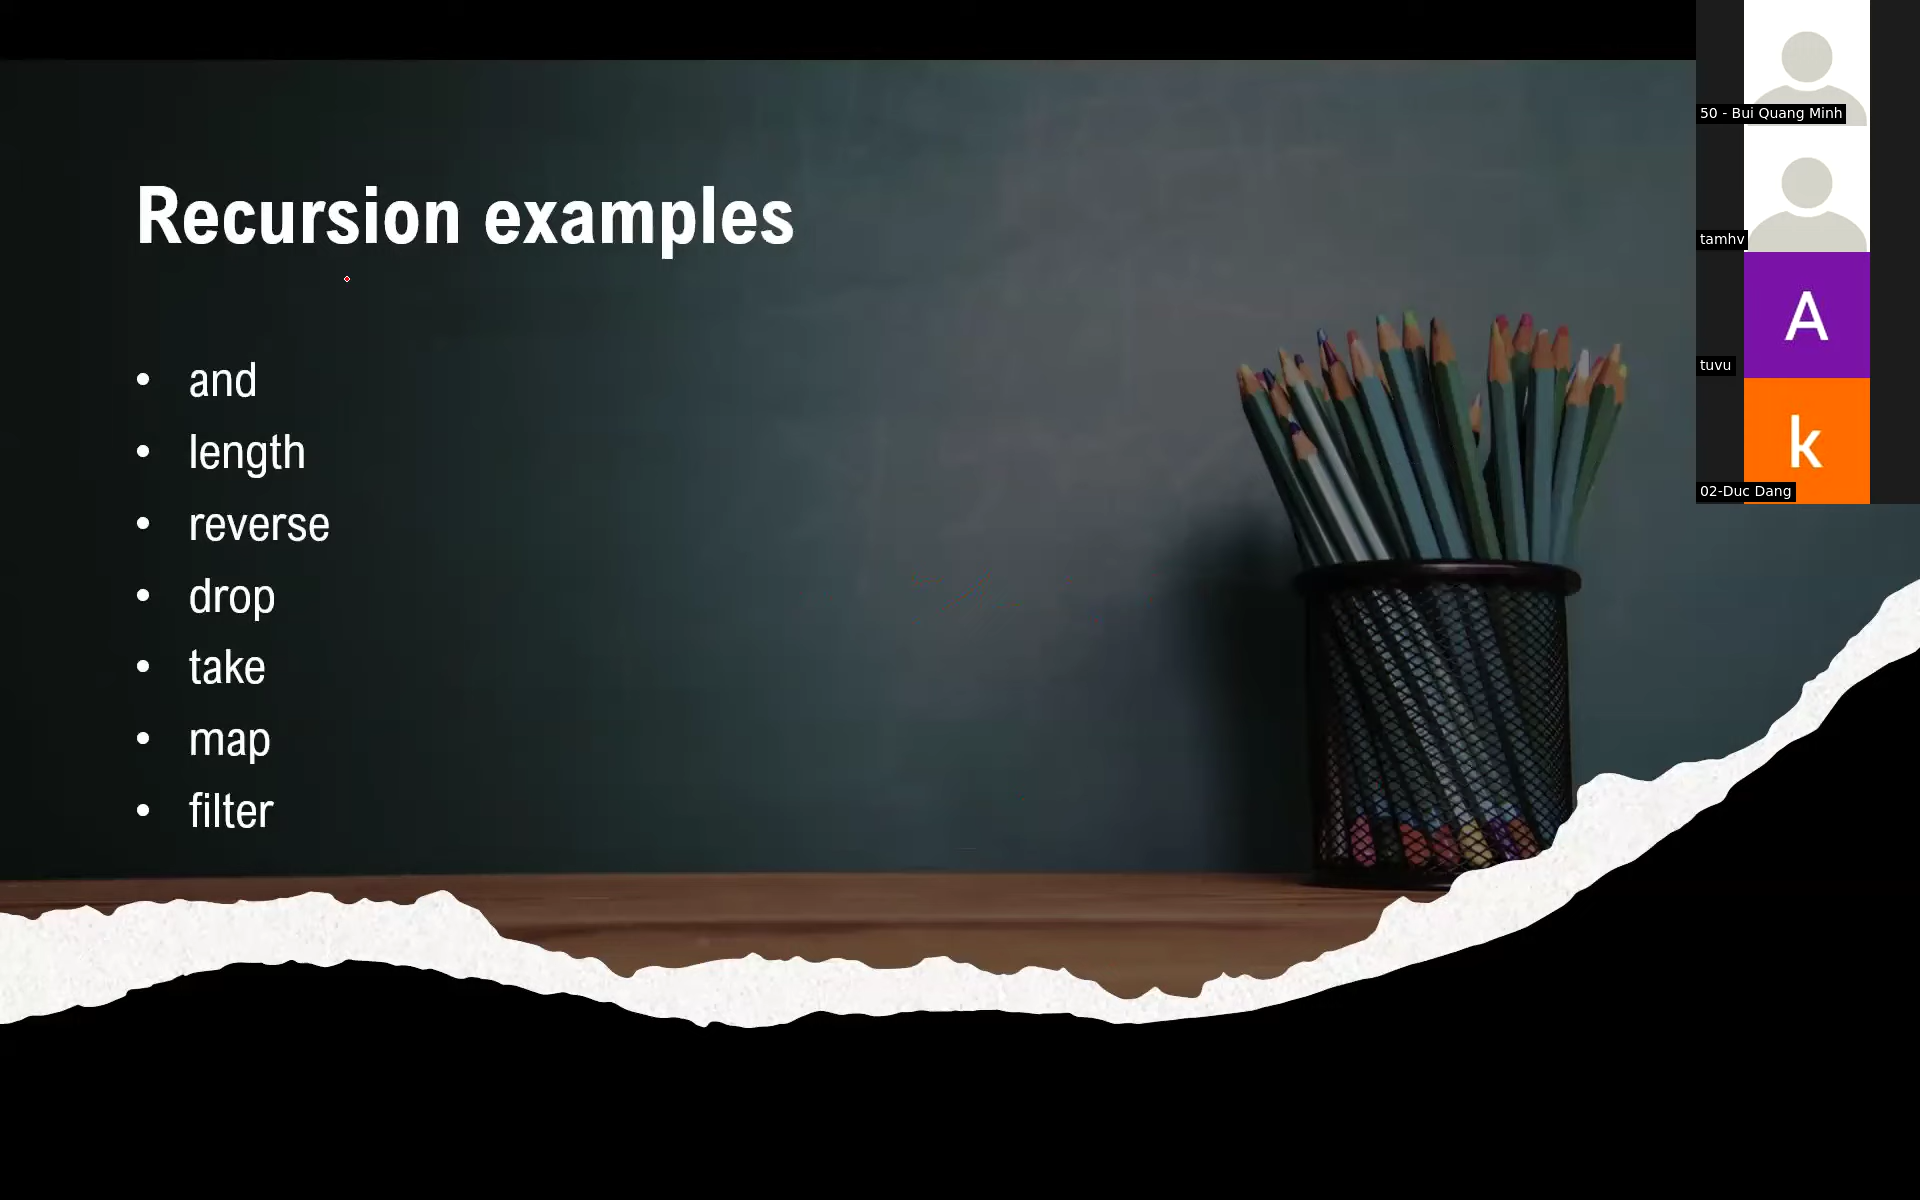 Recursion examples
• and
• length
• reverse
• drop
• take
• map
• filter
50 - Bui Quang Minh
tamhv
A
tuvu
k
02-Duc Dang